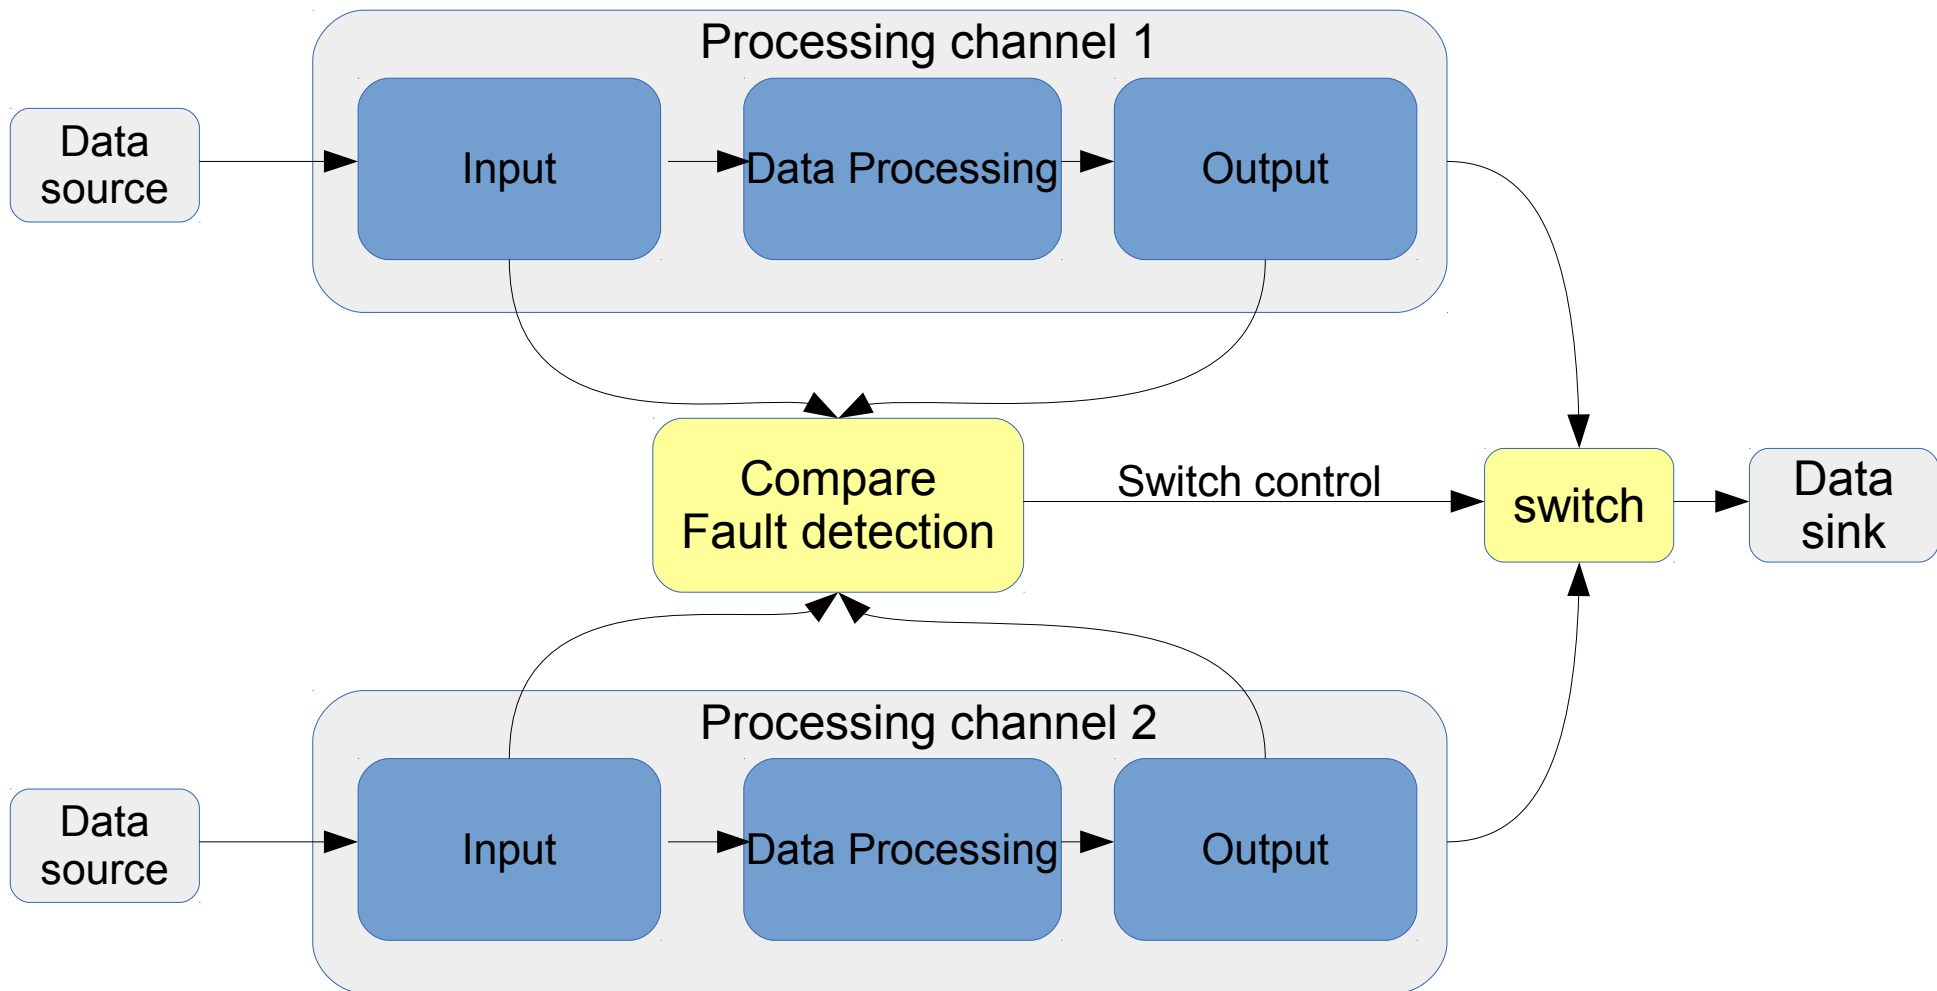 Processing channel 1
Data
source
Input
Data Processing
Output
Compare
Fault detection
Switch control
switch
Data
sink
Processing channel 2
Data
source
Input
Data Processing
Output